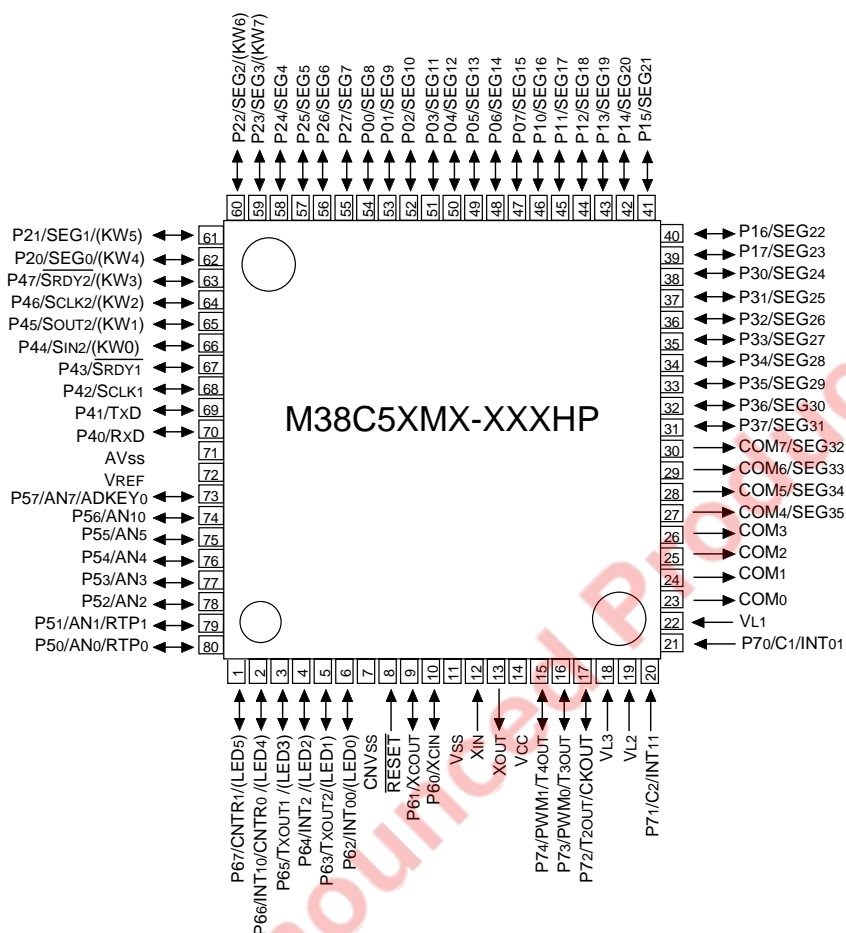 P22/SEG2/(KW6)
P23/SEG3/(KW7)
P24/SEG4
P25/SEG5
P26/SEG6
P27/SEG7
P00/SEG8
P01/SEG9
P02/SEG10
P03/SEG11
P04/SEG12
P05/SEG13
P06/SEG14
P07/SEG15
P10/SEG16
P11/SEG17
P12/SEG18
P13/SEG19
P14/SEG20
P15/SEG21
60 59 58 57 56 55 54 53 52 51 50 49 48 47 46 45 44 43 42 41
P21/SEG1/(KW5) 61
P20/SEG0/(KW4) 62
P47/SRDY2/(KW3) 63
P46/SCLK2/(KW2) 64
P45/SOUT2/(KW1) 65
P44/SIN2/(KW0) 66
P43/SRDY1 67
P42/SCLK1 68
P41/TXD 69
P40/RXD 70
AVSS 71
VREF 72
P57/AN7/ADKEY0 73
P56/AN10 74
P55/AN5 75
P54/AN4 76
P53/AN3 77
P52/AN2 78
P51/AN1/RTP1 79
P50/AN0/RTP0 80
M38C5XMX-XXXHP
40 P16/SEG22
39 P17/SEG23
38 P30/SEG24
37 P31/SEG25
36 P32/SEG26
35 P33/SEG27
34 P34/SEG28
33 P35/SEG29
32 P36/SEG30
31 P37/SEG31
30 COM7/SEG32
29 COM6/SEG33
28 COM5/SEG34
27 COM4/SEG35
26 COM3
25 COM2
24 COM1
23 COM0
22 VL1
21 P70/C1/INT01
1 2 3 4 5 6 7 8 9 10 11 12 13 14 15 16 17 18 19 20
P67/CNTR1/(LED5)
P66/INT10/CNTR0 /(LED4)
P65/TXOUT1 /(LED3)
P64/INT2 /(LED2)
P63/TXOUT2/(LED1)
P62/INT00/(LED0)
CNVSS
RESET
P61/XCOUT
P60/XCIN
VSS
XIN
XOUT
VCC
P74/PWM1/T4OUT
P73/PWM0/T3OUT
P72/T2OUT/CKOUT
VL3
VL2
P71/C2/INT11